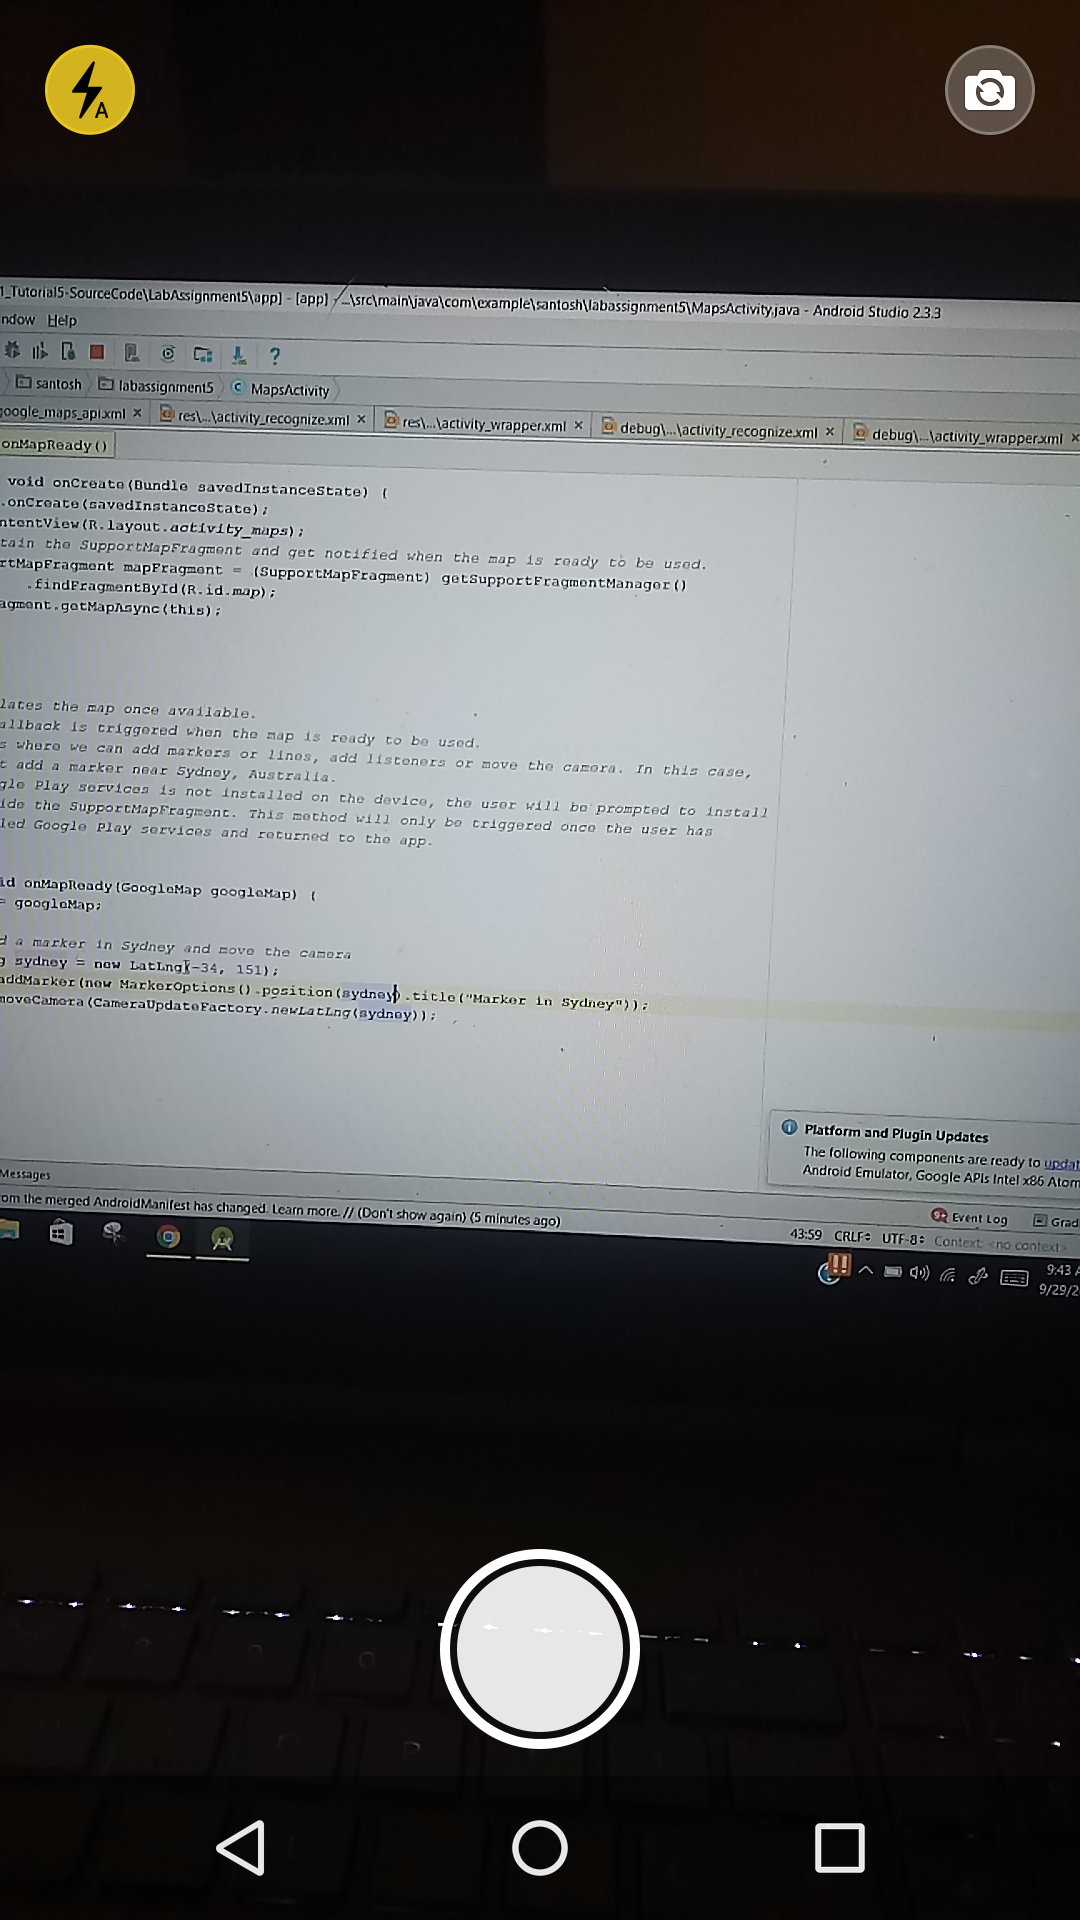 A
1_Tutorial5-SourceCode\LabAssignment5\app] - [app] - ...\src\main\java\com\example\santosh\labassignment5\MapsActivity.java - Android Studio 2.3.3
ndow Help
?
santosh labassignment5 C MapsActivity
google_maps_api.xml × res\...\activity_recognize.xml × res\...\activity_wrapper.xml × debug\...\activity_recognize.xml × debug\...\activity_wrapper.xml ×
onMapReady()
void onCreate(Bundle savedInstanceState) {
.onCreate(savedInstanceState);
ntentView(R.layout.activity_maps);
tain the SupportMapFragment and get notified when the map is ready to be used.
rtMapFragment mapFragment = (SupportMapFragment) getSupportFragmentManager()
.findFragmentById(R.id.map);
agment.getMapAsync(this);
lates the map once available.
allback is triggered when the map is ready to be used.
s where we can add markers or lines, add listeners or move the camera. In this case,
t add a marker near Sydney, Australia.
gle Play services is not installed on the device, the user will be prompted to install
ide the SupportMapFragment. This method will only be triggered once the user has
led Google Play services and returned to the app.
id onMapReady(GoogleMap googleMap) {
= googleMap;
d a marker in Sydney and move the camera
g sydney = new LatLng(-34, 151);
addMarker(new MarkerOptions().position(sydney).title("Marker in Sydney"));
moveCamera(CameraUpdateFactory.newLatLng(sydney));
Platform and Plugin Updates
The following components are ready to updat
Android Emulator, Google APIs Intel x86 Atom
Messages
om the merged AndroidManifest has changed. Learn more. // (Don't show again) (5 minutes ago)
Event Log Grad
43:59 CRLF÷ UTF-8÷ Context: <no context>
9:43 A
9/29/2